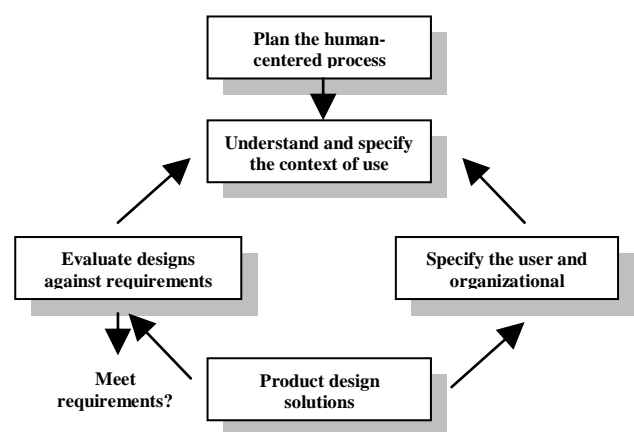 Plan the human-
centered process
Understand and specify
the context of use
Evaluate designs
against requirements
Specify the user and
organizational
Meet
requirements?
Product design
solutions